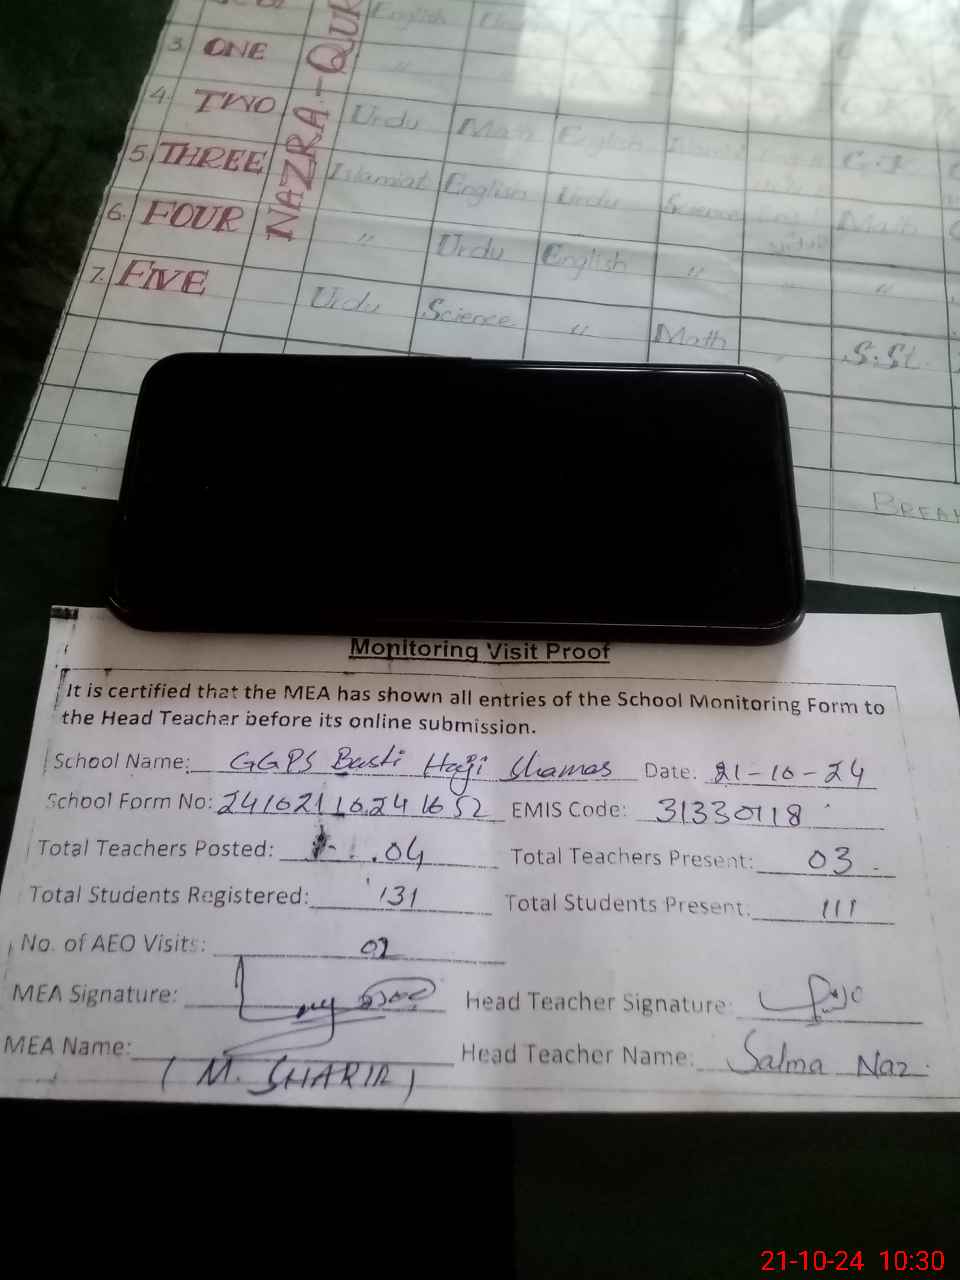 3. ONE English
4. TWO Urdu Math English
5. THREE Islamiat English Urdu Science Math
6. FOUR " Urdu English " " "
7. FIVE Urdu Science " Math S.St.
NAZRA - QUR
BREAK
Monitoring Visit Proof
It is certified that the MEA has shown all entries of the School Monitoring Form to
the Head Teacher before its online submission.
School Name: GGPS Basti Haji Shamas Date: 21-10-24
School Form No: 24102116241652 EMIS Code: 31330118
Total Teachers Posted: 04 Total Teachers Present: 03
Total Students Registered: 131 Total Students Present: 111
No. of AEO Visits: 02
MEA Signature: Head Teacher Signature:
MEA Name: Head Teacher Name: Salma Naz
(M. SHARIF)
21-10-24 10:30